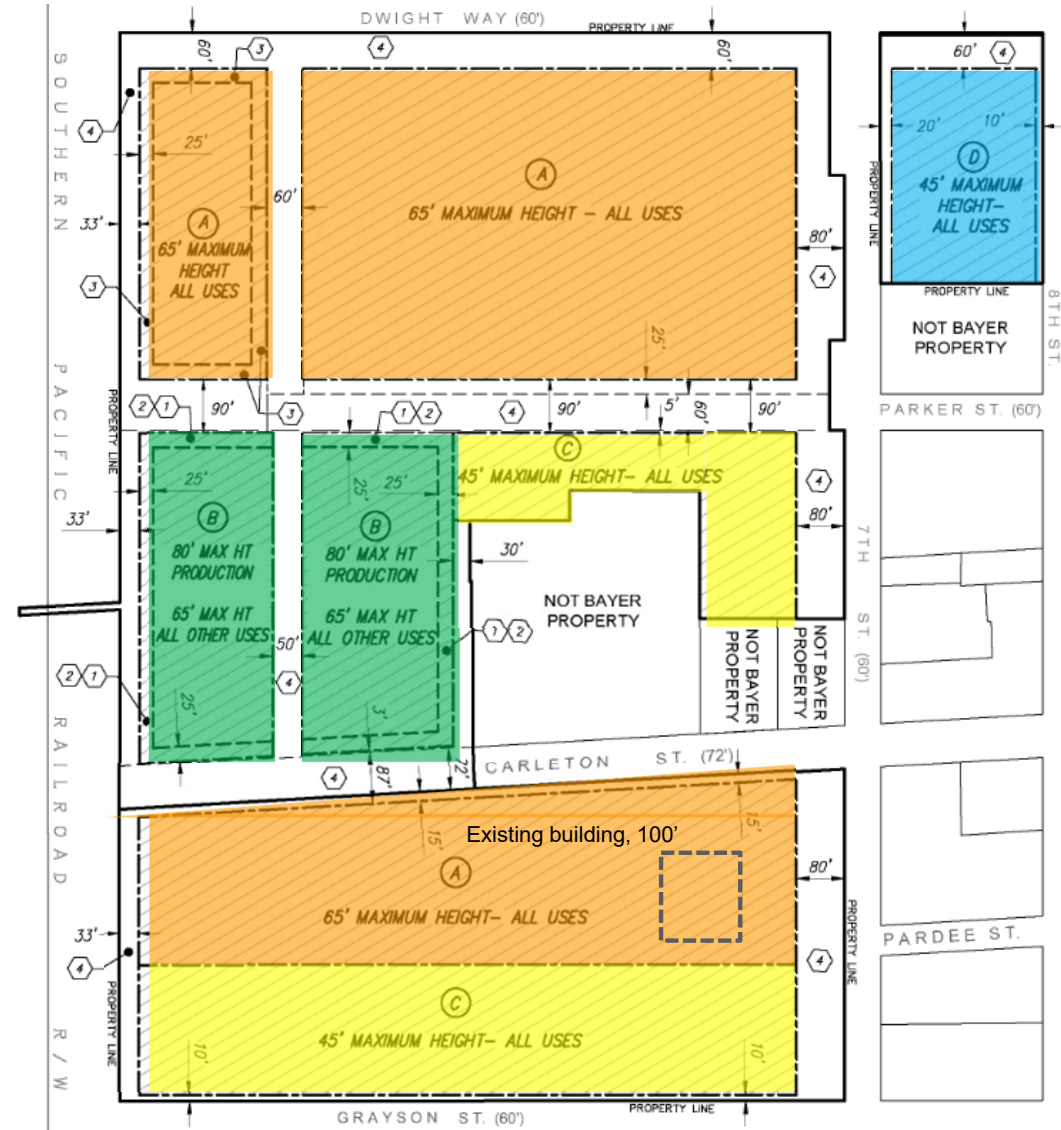 DWIGHT WAY (60')
PROPERTY LINE
SOUTHERN PACIFIC RAILROAD R/W
60'
3
4
60'
60'
4
4
25'
20'
10'
D
45' MAXIMUM
HEIGHT-
ALL USES
PROPERTY LINE
A
65' MAXIMUM HEIGHT - ALL USES
60'
33'
A
65' MAXIMUM
HEIGHT
ALL USES
80'
4
3
25'
PROPERTY LINE
NOT BAYER
PROPERTY
8TH ST.
PROPERTY LINE
2 1
90'
3
1 2
4
90'
5'
60'
90'
PARKER ST. (60')
C
45' MAXIMUM HEIGHT- ALL USES
4
80'
25'
25'
25'
33'
B
80' MAX HT
PRODUCTION
65' MAX HT
ALL OTHER USES
B
80' MAX HT
PRODUCTION
65' MAX HT
ALL OTHER USES
30'
50'
4
NOT BAYER
PROPERTY
1 2
7TH ST. (60')
NOT BAYER
PROPERTY
NOT BAYER
PROPERTY
2 1
25'
3'
4
87'
72'
CARLETON ST. (72')
15'
15'
Existing building, 100'
A
65' MAXIMUM HEIGHT- ALL USES
80'
33'
4
PROPERTY LINE
4
PARDEE ST.
PROPERTY LINE
C
45' MAXIMUM HEIGHT- ALL USES
10'
10'
GRAYSON ST. (60')
PROPERTY LINE